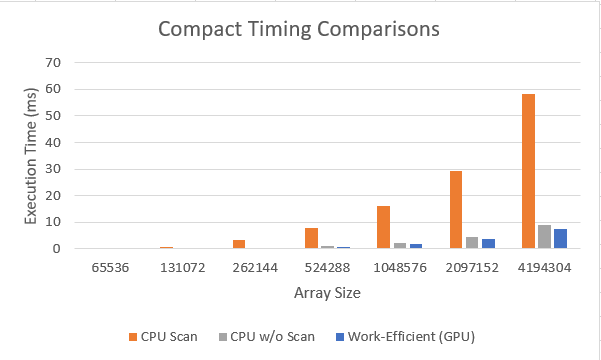 Compact Timing Comparisons
70
60
50
40
30
20
10
0
Execution Time (ms)
65536 131072 262144 524288 1048576 2097152 4194304
Array Size
CPU Scan CPU w/o Scan Work-Efficient (GPU)